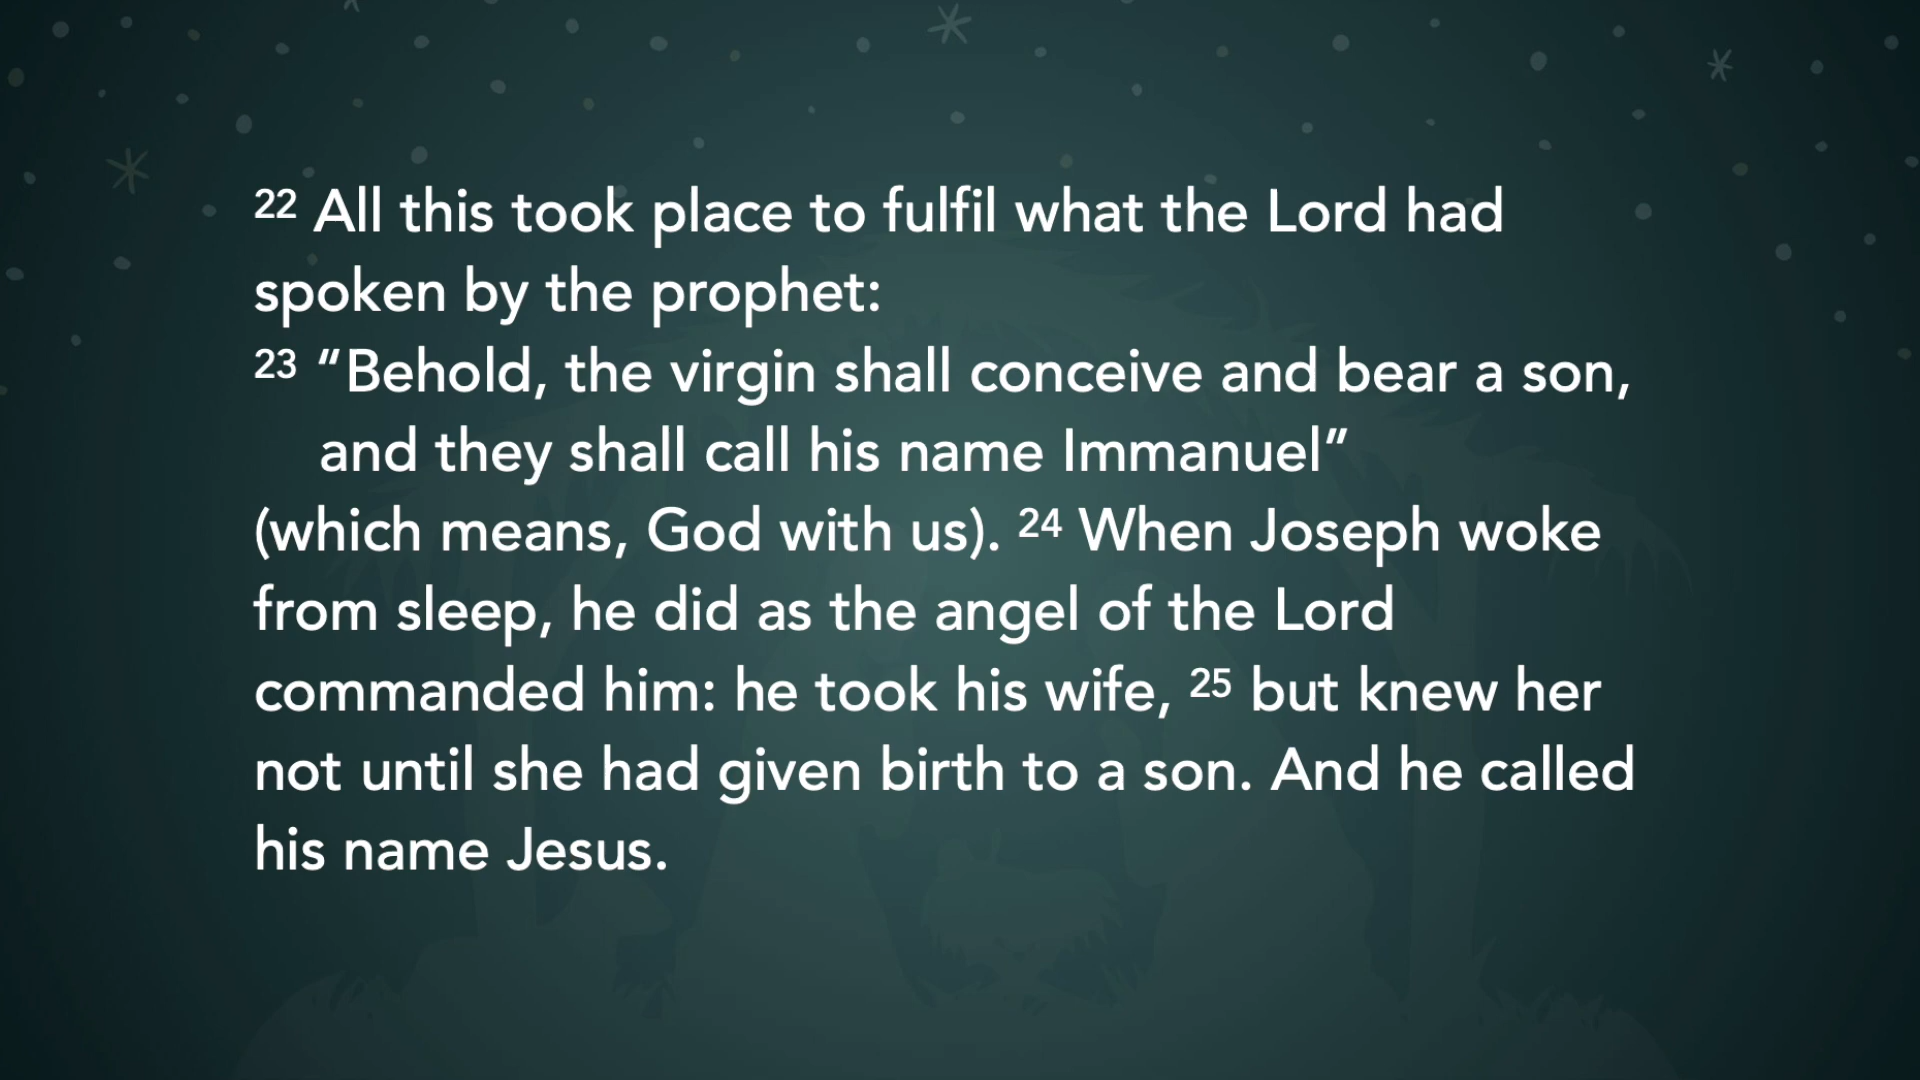 22 All this took place to fulfil what the Lord had
spoken by the prophet:
23 “Behold, the virgin shall conceive and bear a son,
and they shall call his name Immanuel”
(which means, God with us). 24 When Joseph woke
from sleep, he did as the angel of the Lord
commanded him: he took his wife, 25 but knew her
not until she had given birth to a son. And he called
his name Jesus.